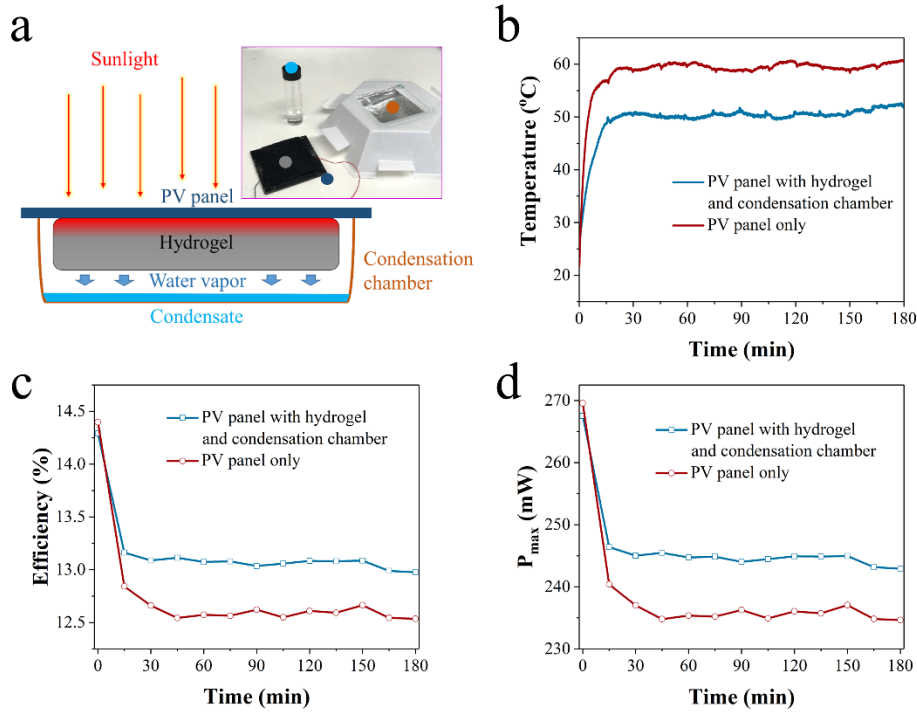 a
Sunlight
PV panel
Hydrogel
Water vapor
Condensation
chamber
Condensate
b
Temperature (ºC)
60
50
40
30
20
PV panel with hydrogel
and condensation chamber
PV panel only
0 30 60 90 120 150 180
Time (min)
c
Efficiency (%)
14.5
14.0
13.5
13.0
12.5
PV panel with hydrogel
and condensation chamber
PV panel only
0 30 60 90 120 150 180
Time (min)
d
Pmax (mW)
270
260
250
240
230
PV panel with hydrogel
and condensation chamber
PV panel only
0 30 60 90 120 150 180
Time (min)